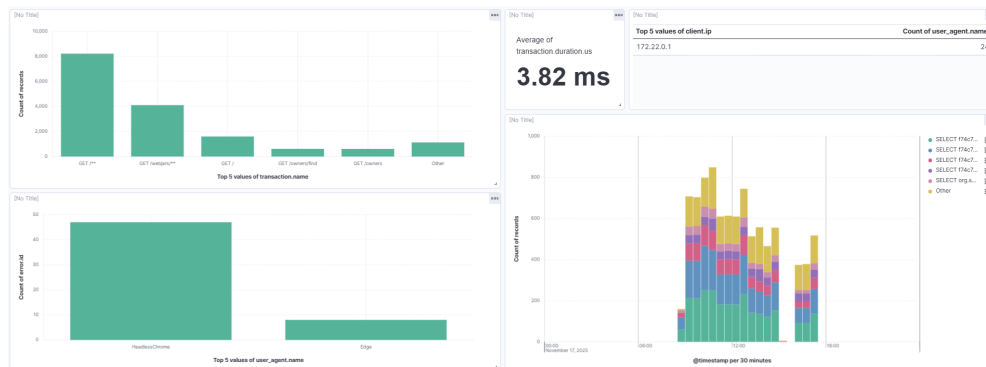 [No Title]
10,000
8,000
6,000
4,000
2,000
0
Count of records
GET /**
GET /webjars/**
GET /
GET /owners/find
GET /owners
Other
Top 5 values of transaction.name
[No Title]
50
40
30
20
10
0
Count of error.id
HeadlessChrome
Edge
Top 5 values of user_agent.name
[No Title]
Average of
transaction.duration.us
3.82 ms
[No Title]
Top 5 values of client.ip
Count of user_agent.name
172.22.0.1
24
[No Title]
1,000
800
600
400
200
0
Count of records
00:00
November 17, 2025
06:00
12:00
18:00
@timestamp per 30 minutes
SELECT f74c7...
SELECT f74c7...
SELECT f74c7...
SELECT f74c7...
SELECT org.s...
Other